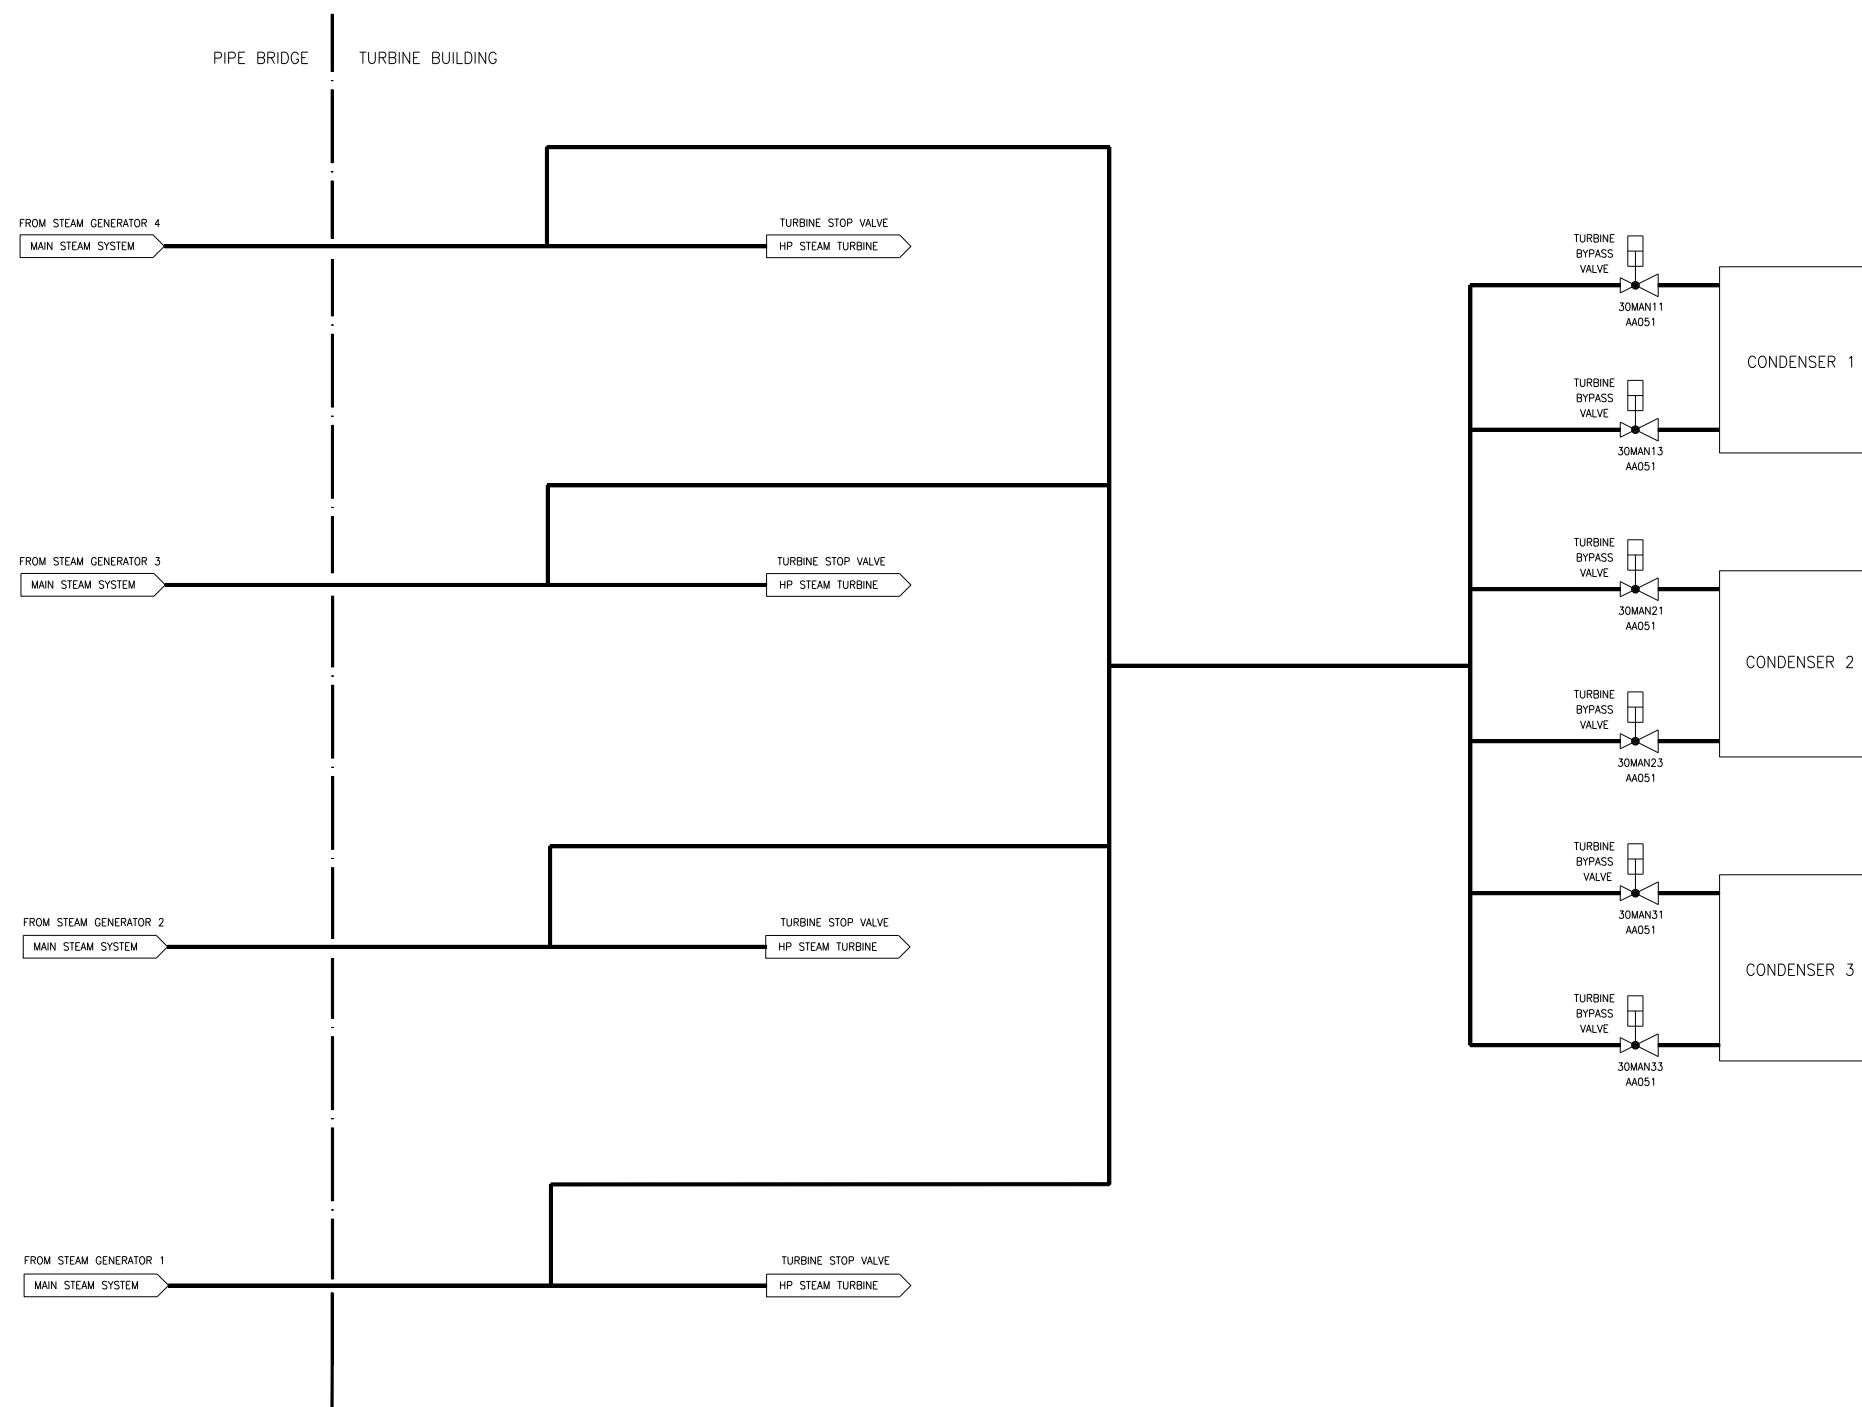 PIPE BRIDGE
TURBINE BUILDING
FROM STEAM GENERATOR 4
MAIN STEAM SYSTEM
TURBINE STOP VALVE
HP STEAM TURBINE
TURBINE
BYPASS
VALVE
30MAN11
AA051
CONDENSER 1
TURBINE
BYPASS
VALVE
30MAN13
AA051
FROM STEAM GENERATOR 3
MAIN STEAM SYSTEM
TURBINE STOP VALVE
HP STEAM TURBINE
TURBINE
BYPASS
VALVE
30MAN21
AA051
CONDENSER 2
TURBINE
BYPASS
VALVE
30MAN23
AA051
FROM STEAM GENERATOR 2
MAIN STEAM SYSTEM
TURBINE STOP VALVE
HP STEAM TURBINE
TURBINE
BYPASS
VALVE
30MAN31
AA051
CONDENSER 3
TURBINE
BYPASS
VALVE
30MAN33
AA051
FROM STEAM GENERATOR 1
MAIN STEAM SYSTEM
TURBINE STOP VALVE
HP STEAM TURBINE